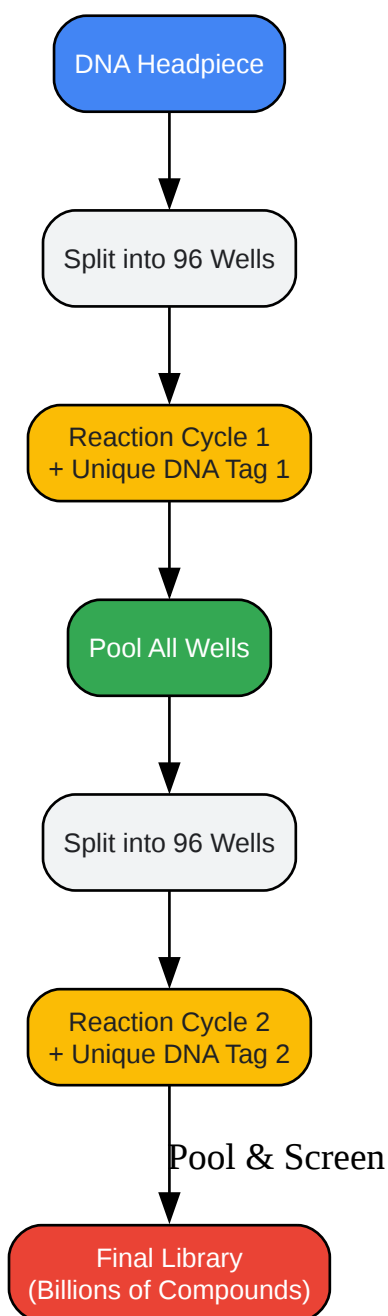 DNA Headpiece
Split into 96 Wells
Reaction Cycle 1
+ Unique DNA Tag 1
Pool All Wells
Split into 96 Wells
Reaction Cycle 2
+ Unique DNA Tag 2
Pool & Screen
Final Library
(Billions of Compounds)